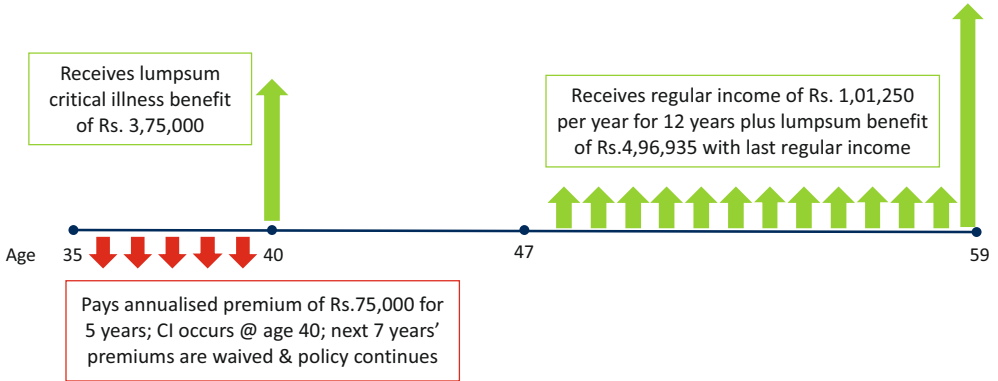 Receives lumpsum
critical illness benefit
of Rs. 3,75,000
Receives regular income of Rs. 1,01,250
per year for 12 years plus lumpsum benefit
of Rs.4,96,935 with last regular income
Age 35 40 47 59
Pays annualised premium of Rs.75,000 for
5 years; CI occurs @ age 40; next 7 years’
premiums are waived & policy continues